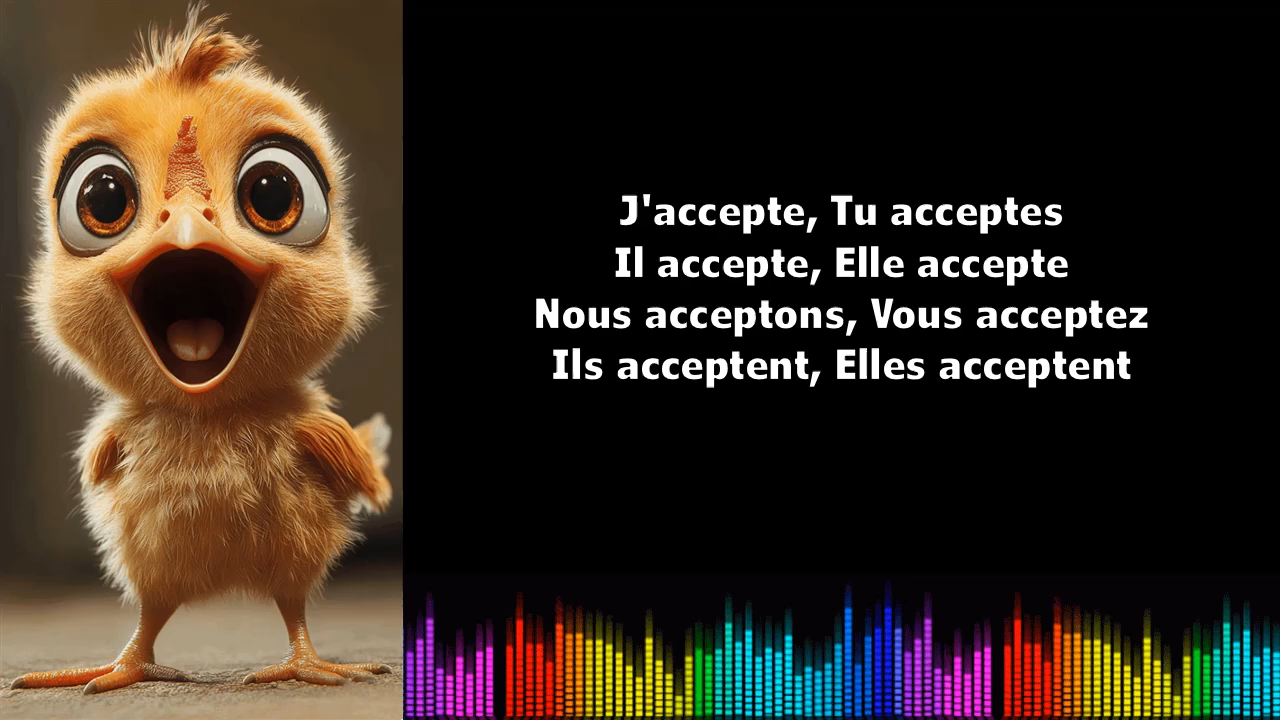 J'accepte, Tu acceptes
Il accepte, Elle accepte
Nous acceptons, Vous acceptez
Ils acceptent, Elles acceptent